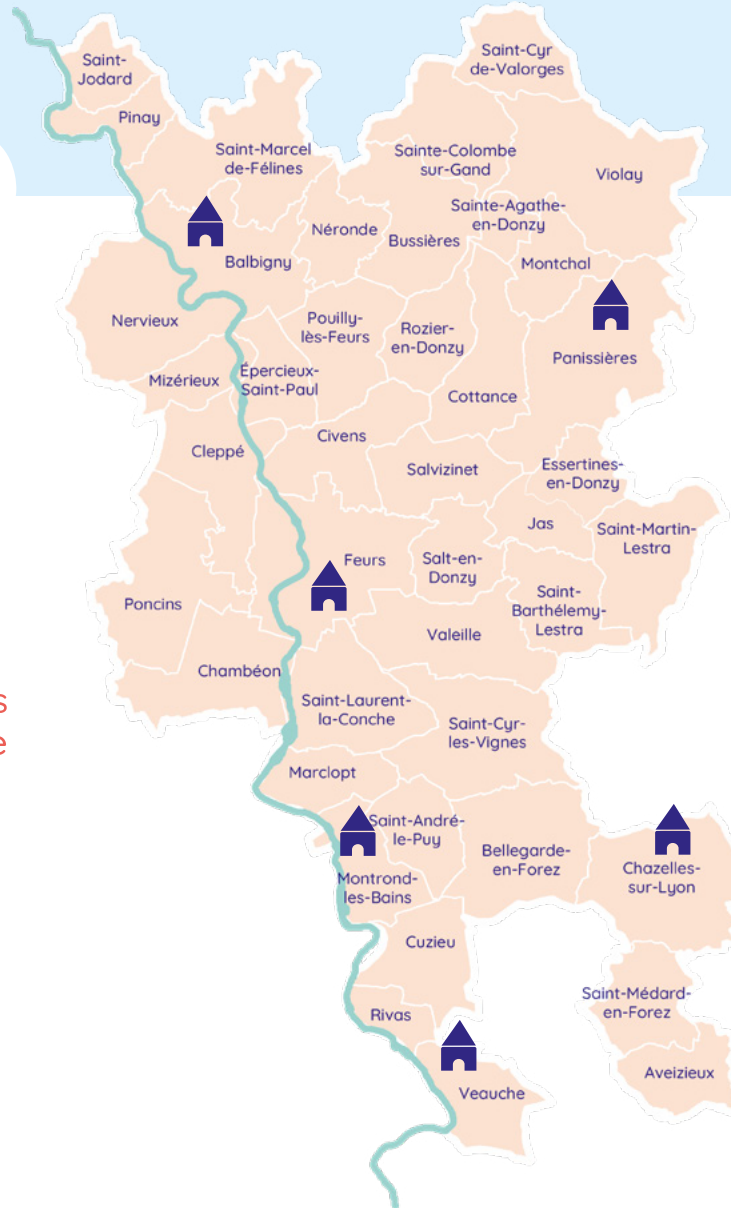 Saint-Cyr
de-Valorges
Saint-
Jodard
Pinay
Saint-Marcel
de-Félines
Sainte-Colombe
sur-Gand
Violay
Sainte-Agathe-
en-Donzy
Néronde
Bussières
Balbigny
Montchal
Nervieux
Pouilly-
lès-Feurs
Rozier-
en-Donzy
Panissières
Mizérieux
Épercieux-
Saint-Paul
Cottance
Civens
Cleppé
Salvizinet
Essertines-
en-Donzy
Jas
Saint-Martin-
Lestra
Feurs
Salt-en-
Donzy
Saint-
Barthélemy-
Lestra
Poncins
Valeille
Chambéon
s
e
Saint-Laurent-
la-Conche
Saint-Cyr-
les-Vignes
Marclopt
Saint-André-
le-Puy
Bellegarde-
en-Forez
Chazelles-
sur-Lyon
Montrond-
les-Bains
Cuzieu
Saint-Médard-
en-Forez
Rivas
Aveizieux
Veauche